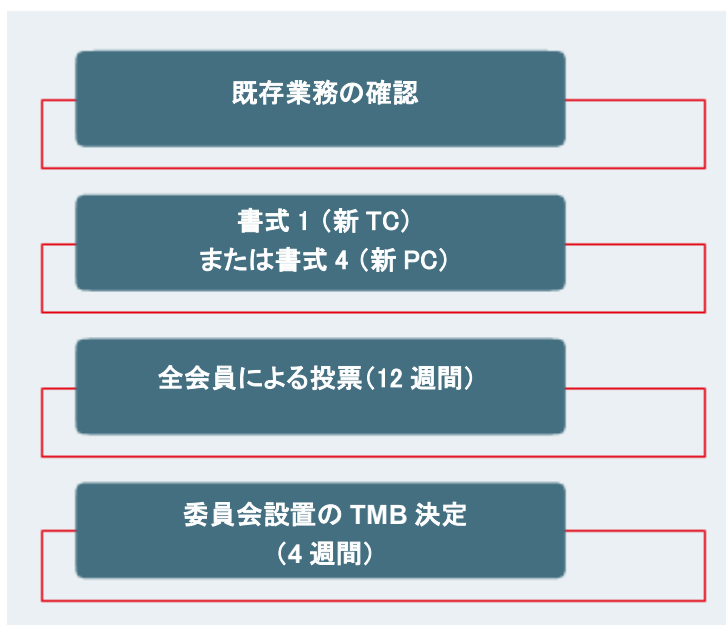 既存業務の確認
書式 1（新 TC）
または書式 4（新 PC）
全会員による投票（12 週間）
委員会設置の TMB 決定
（4 週間）